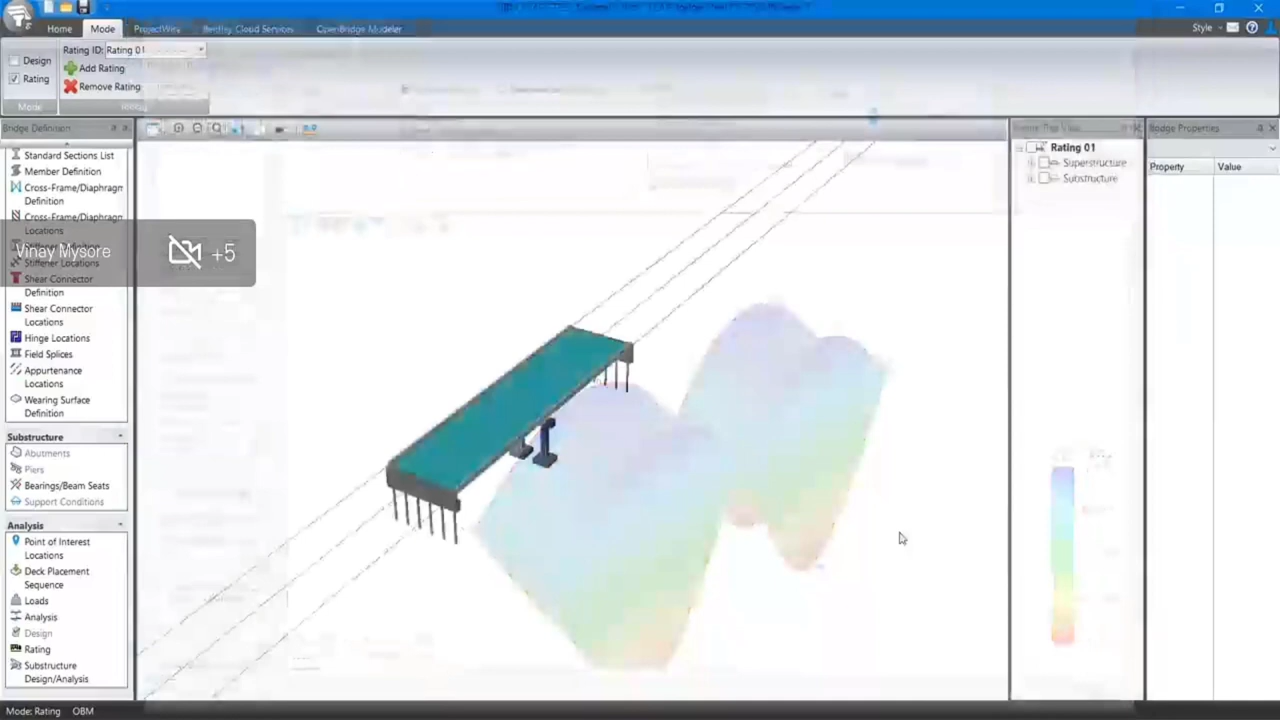 Home Mode ProjectWise Bentley Cloud Services OpenBridge Modeler Style
Design
Rating
Mode
Rating ID: Rating 01
Add Rating
Remove Rating
Rating
Bridge Definition
Standard Sections List
Member Definition
Cross-Frame/Diaphragm
Definition
Cross-Frame/Diaphragm
Locations
Vinay Mysore +5
Stiffener Locations
Shear Connector
Definition
Shear Connector
Locations
Hinge Locations
Field Splices
Appurtenance
Locations
Wearing Surface
Definition
Substructure
Abutments
Piers
Bearings/Beam Seats
Support Conditions
Analysis
Point of Interest
Locations
Deck Placement
Sequence
Loads
Analysis
Design
Rating
Substructure
Design/Analysis
Rating 01
Superstructure
Substructure
Bridge Properties
Property Value
Mode: Rating OBM